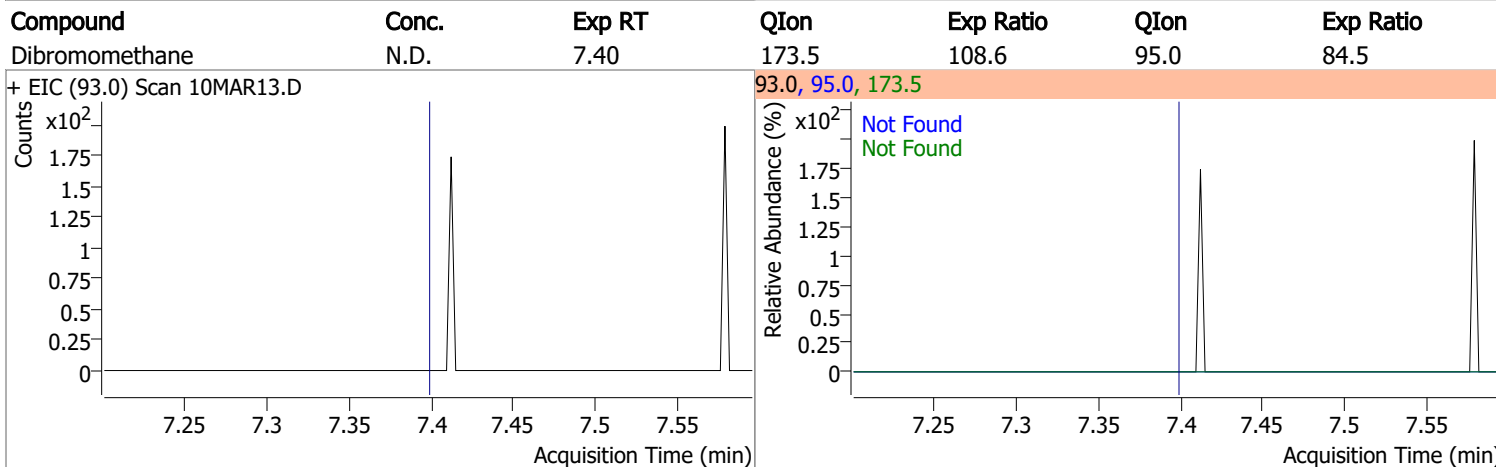 Compound Conc. Exp RT QIon Exp Ratio QIon Exp Ratio
Dibromomethane N.D. 7.40 173.5 108.6 95.0 84.5
+ EIC (93.0) Scan 10MAR13.D
Counts
x10²
1.75
1.5
1.25
1
0.75
0.5
0.25
0
7.25 7.3 7.35 7.4 7.45 7.5 7.55
Acquisition Time (min)
93.0, 95.0, 173.5
Relative Abundance (%)
x10²
Not Found
Not Found
1.75
1.5
1.25
1
0.75
0.5
0.25
0
7.25 7.3 7.35 7.4 7.45 7.5 7.55
Acquisition Time (min)